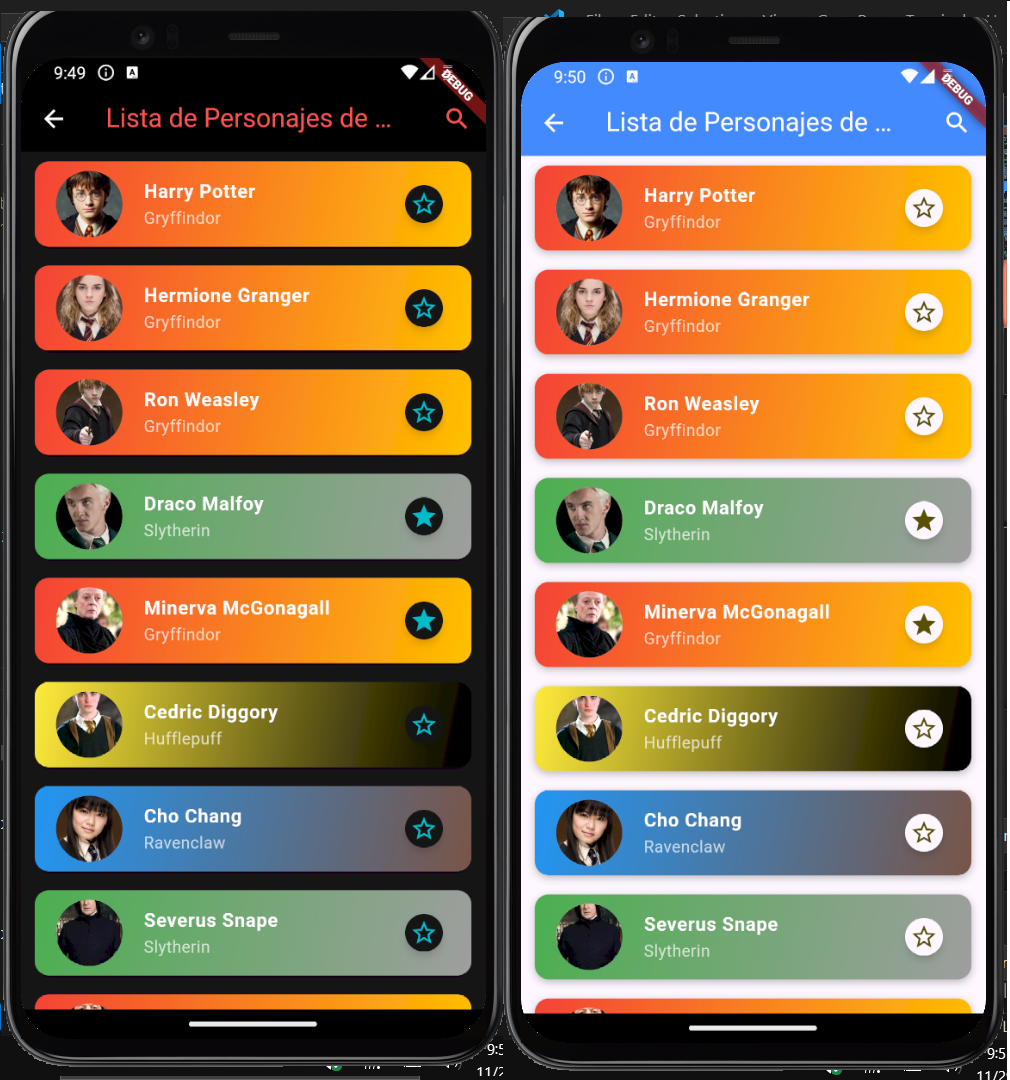 9:49
DEBUG
Lista de Personajes de ...
Harry Potter
Gryffindor
Hermione Granger
Gryffindor
Ron Weasley
Gryffindor
Draco Malfoy
Slytherin
Minerva McGonagall
Gryffindor
Cedric Diggory
Hufflepuff
Cho Chang
Ravenclaw
Severus Snape
Slytherin
9:50
DEBUG
Lista de Personajes de ...
Harry Potter
Gryffindor
Hermione Granger
Gryffindor
Ron Weasley
Gryffindor
Draco Malfoy
Slytherin
Minerva McGonagall
Gryffindor
Cedric Diggory
Hufflepuff
Cho Chang
Ravenclaw
Severus Snape
Slytherin